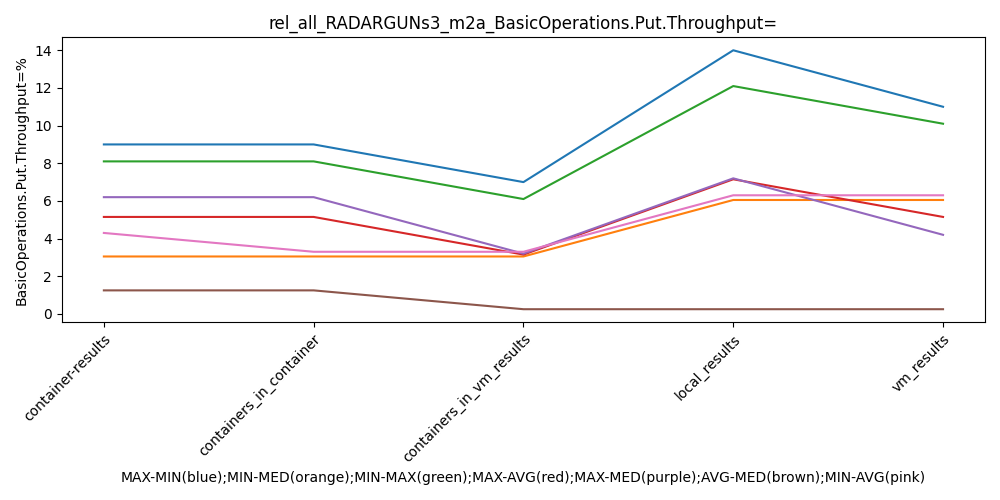 rel_all_RADARGUNs3_m2a_BasicOperations.Put.Throughput=
BasicOperations.Put.Throughput=%
14
12
10
8
6
4
2
0
container-results
containers_in_container
containers_in_vm_results
local_results
vm_results
MAX-MIN(blue);MIN-MED(orange);MIN-MAX(green);MAX-AVG(red);MAX-MED(purple);AVG-MED(brown);MIN-AVG(pink)